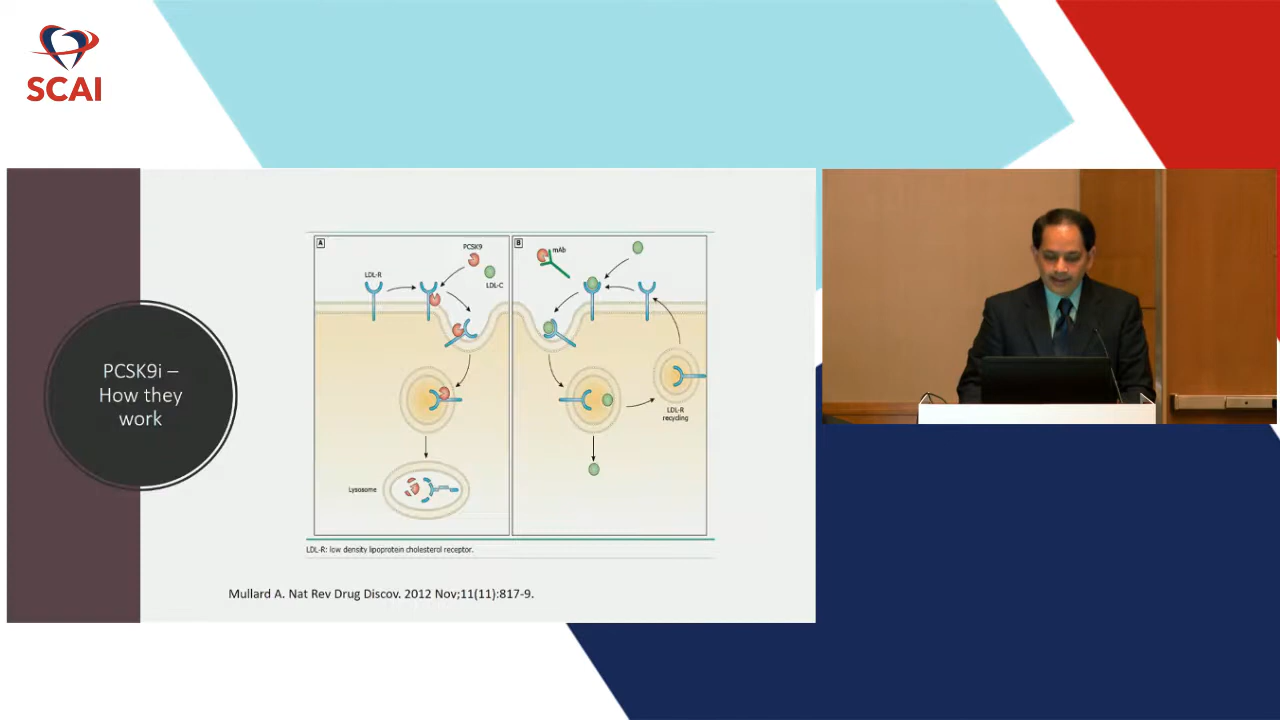 SCAI
PCSK9i –
How they
work
A
PCSK9
LDL-R
LDL-C
Lysosome
B
mAb
LDL-R
recycling
LDL-R: low density lipoprotein cholesterol receptor.
Mullard A. Nat Rev Drug Discov. 2012 Nov;11(11):817-9.